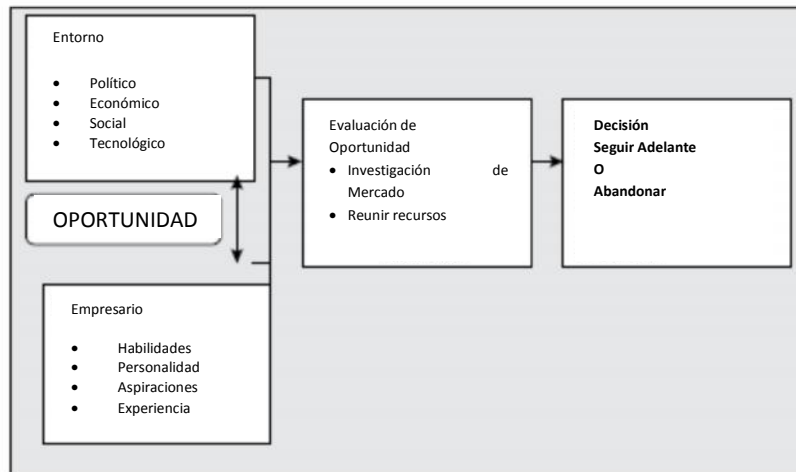 Entorno
• Político
• Económico
• Social
• Tecnológico
OPORTUNIDAD
Empresario
• Habilidades
• Personalidad
• Aspiraciones
• Experiencia
Evaluación de
Oportunidad
• Investigación de
Mercado
• Reunir recursos
Decisión
Seguir Adelante
O
Abandonar